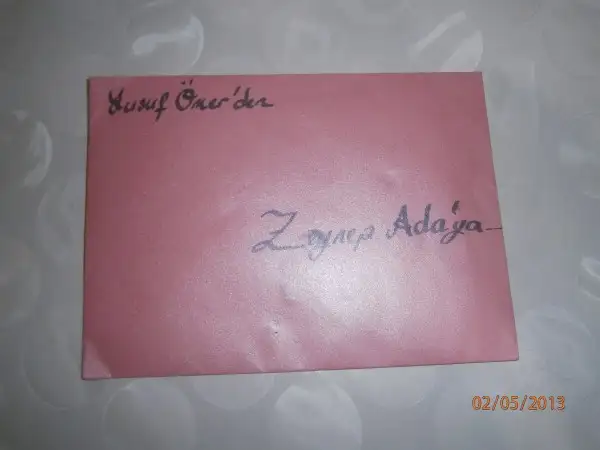 Yusuf Ömer'den
Zeynep Ada'ya
02/05/2013